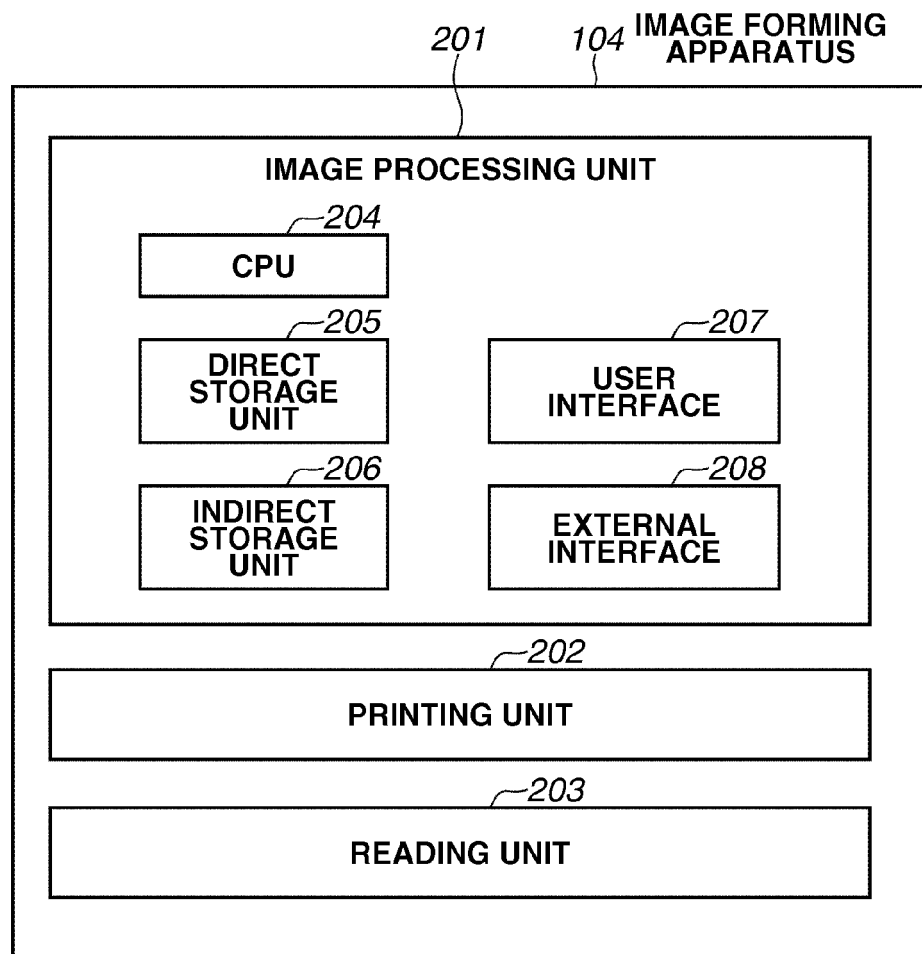 201
104
IMAGE FORMING
APPARATUS
IMAGE PROCESSING UNIT
204
CPU
205
DIRECT
STORAGE
UNIT
207
USER
INTERFACE
206
INDIRECT
STORAGE
UNIT
208
EXTERNAL
INTERFACE
202
PRINTING UNIT
203
READING UNIT